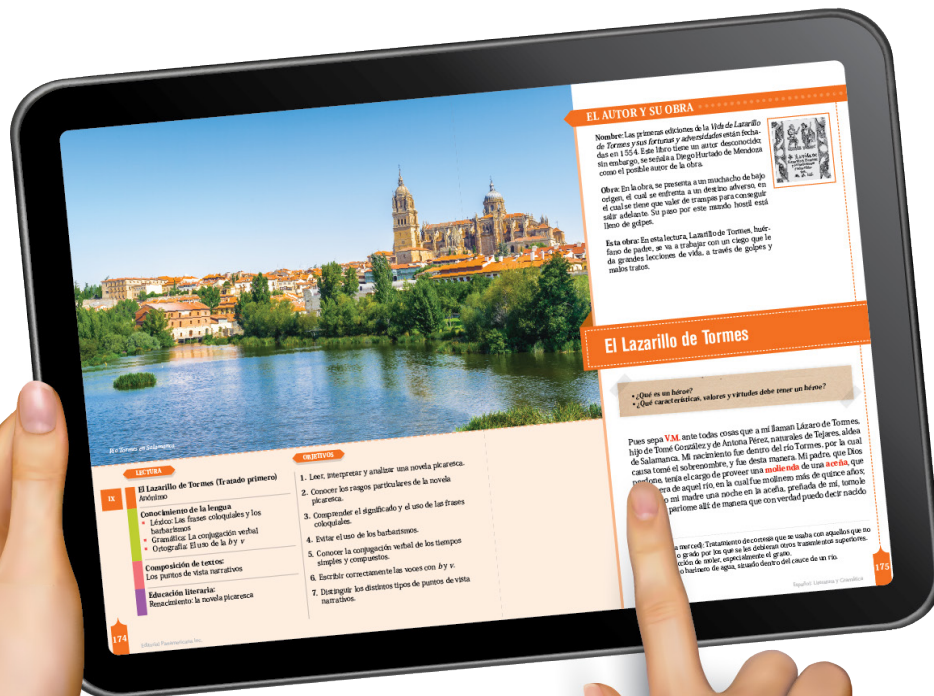 Río Tormes en Salamanca
LECTURA
IX
El Lazarillo de Tormes (Tratado primero)
Anónimo
Conocimiento de la lengua
• Léxico: Las frases coloquiales y los
barbarismos
• Gramática: La conjugación verbal
• Ortografía: El uso de la b y v
Composición de textos:
Los puntos de vista narrativos
Educación literaria:
Renacimiento: la novela picaresca
174
Editorial Panamericana, Inc.
OBJETIVOS
1. Leer, interpretar y analizar una novela picaresca.
2. Conocer los rasgos particulares de la novela
picaresca.
3. Comprender el significado y el uso de las frases
coloquiales.
4. Evitar el uso de los barbarismos.
5. Conocer la conjugación verbal de los tiempos
simples y compuestos.
6. Escribir correctamente las voces con b y v.
7. Distinguir los distintos tipos de puntos de vista
narrativos.
EL AUTOR Y SU OBRA
Nombre: Las primeras ediciones de la Vida de Lazarillo
de Tormes y sus fortunas y adversidades están fecha-
das en 1554. Este libro tiene un autor desconocido;
sin embargo, se señala a Diego Hurtado de Mendoza
como el posible autor de la obra.
Obra: En la obra, se presenta a un muchacho de bajo
origen, el cual se enfrenta a un destino adverso, en
el cual se tiene que valer de trampas para conseguir
salir adelante. Su paso por este mundo hostil está
lleno de golpes.
Esta obra: En esta lectura, Lazarillo de Tormes, huér-
fano de padre, se va a trabajar con un ciego que le
da grandes lecciones de vida, a través de golpes y
malos tratos.
El Lazarillo de Tormes
• ¿Qué es un héroe?
• ¿Qué características, valores y virtudes debe tener un héroe?
Pues sepa V.M. ante todas cosas que a mí llaman Lázaro de Tormes,
hijo de Tomé González y de Antona Pérez, naturales de Tejares, aldea
de Salamanca. Mi nacimiento fue dentro del río Tormes, por la cual
causa tomé el sobrenombre, y fue desta manera. Mi padre, que Dios
perdone, tenía el cargo de proveer una molienda de una aceña, que
era de aquel río, en la cual fue molinero más de quince años;
mi madre una noche en la aceña, preñada de mí, tomole
pariome allí: de manera que con verdad puedo decir nacido
merced): Tratamiento de cortesía que se usaba con aquellos que no
grado por los que se les debieran otros tratamientos superiores.
de moler, especialmente el grano.
harinero de agua, situado dentro del cauce de un río.
Español: Literatura y Gramática
175